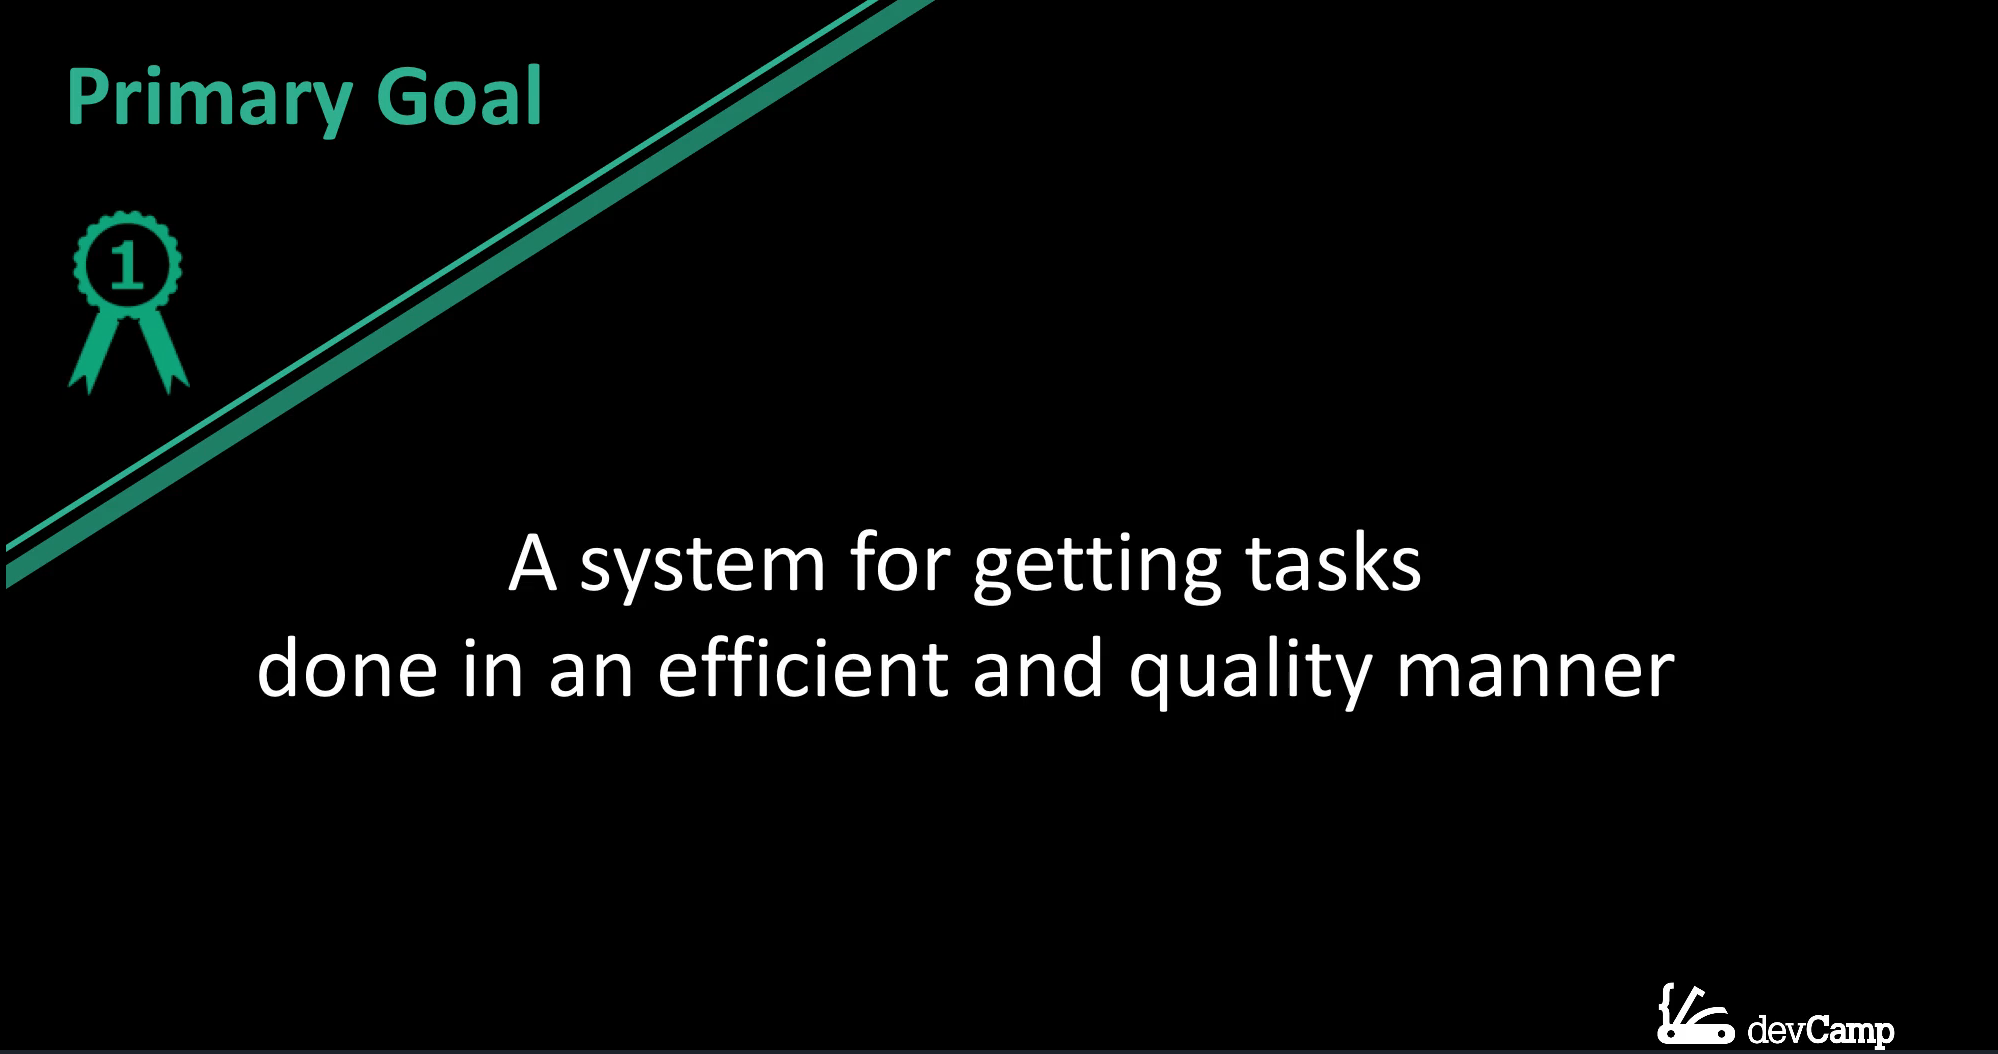 Primary Goal
1
A system for getting tasks
done in an efficient and quality manner
devCamp